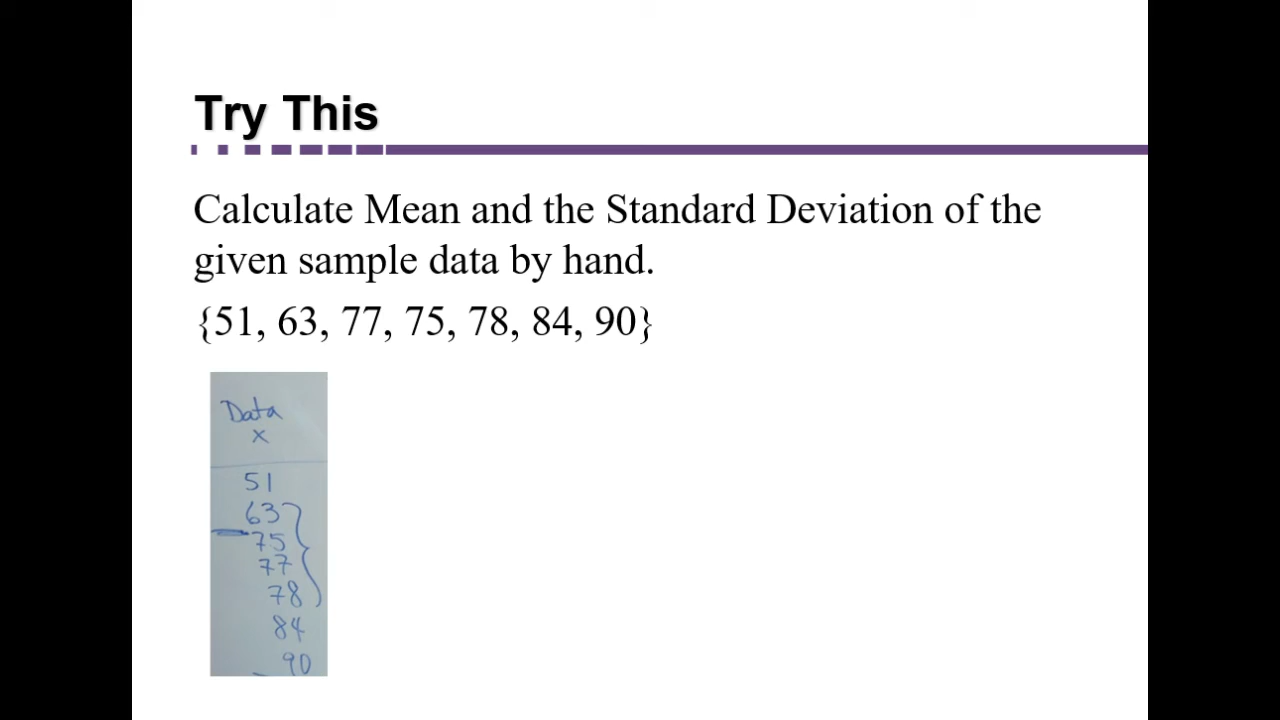 Try This
Calculate Mean and the Standard Deviation of the
given sample data by hand.
{51, 63, 77, 75, 78, 84, 90}
Data
x
51
63
75
77
78
84
90